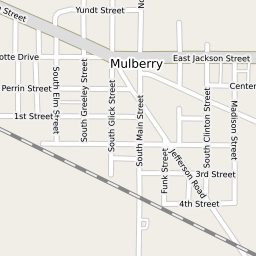 Yundt Street
Street
No
otte Drive
Mulberry
East Jackson Street
Perrin Street
Center
1st Street
South Elm Street
South Greeley Street
South Glick Street
South Main Street
Jefferson Road
Funk Street
South Clinton Street
Madison Street
3rd Street
4th Street